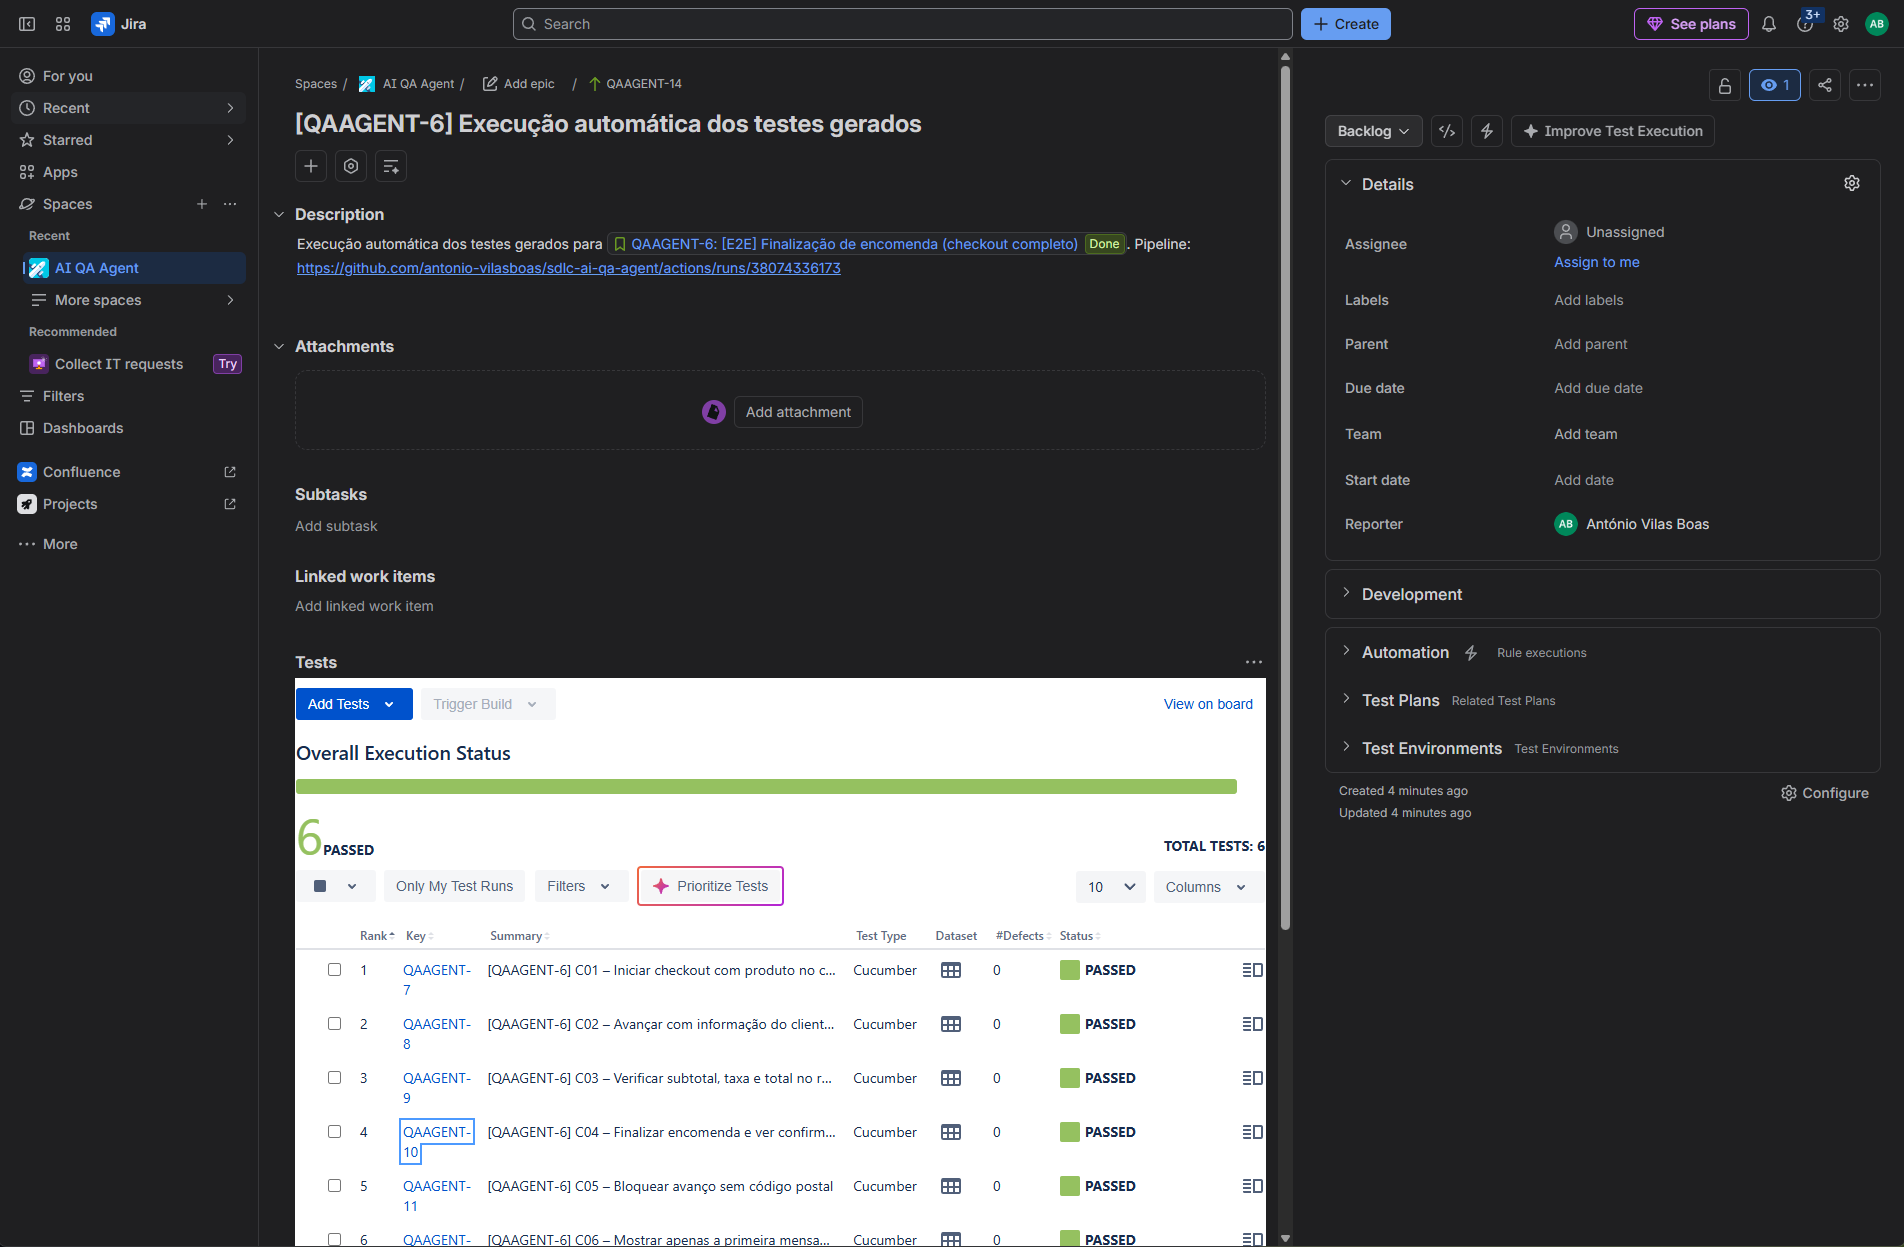 Jira
Search
Create
See plans
3+
AB
For you
Recent
Starred
Apps
Spaces
Recent
AI QA Agent
More spaces
Recommended
Collect IT requests
Try
Filters
Dashboards
Confluence
Projects
More
Spaces / AI QA Agent / Add epic / QAAGENT-14
[QAAGENT-6] Execução automática dos testes gerados
Description
Execução automática dos testes gerados para QAAGENT-6: [E2E] Finalização de encomenda (checkout completo) Done . Pipeline:
https://github.com/antonio-vilasboas/sdlc-ai-qa-agent/actions/runs/38074336173
Attachments
Add attachment
Subtasks
Add subtask
Linked work items
Add linked work item
Tests
Add Tests
Trigger Build
View on board
Overall Execution Status
6 PASSED
TOTAL TESTS: 6
Only My Test Runs
Filters
Prioritize Tests
10
Columns
Rank Key Summary Test Type Dataset #Defects Status
1 QAAGENT-7 [QAAGENT-6] C01 – Iniciar checkout com produto no c... Cucumber 0 PASSED
2 QAAGENT-8 [QAAGENT-6] C02 – Avançar com informação do client... Cucumber 0 PASSED
3 QAAGENT-9 [QAAGENT-6] C03 – Verificar subtotal, taxa e total no r... Cucumber 0 PASSED
4 QAAGENT-10 [QAAGENT-6] C04 – Finalizar encomenda e ver confirm... Cucumber 0 PASSED
5 QAAGENT-11 [QAAGENT-6] C05 – Bloquear avanço sem código postal Cucumber 0 PASSED
6 QAAGENT- [QAAGENT-6] C06 – Mostrar apenas a primeira mensa... Cucumber 0 PASSED
1
Backlog
Improve Test Execution
Details
Assignee
Unassigned
Assign to me
Labels
Add labels
Parent
Add parent
Due date
Add due date
Team
Add team
Start date
Add date
Reporter
AB António Vilas Boas
Development
Automation Rule executions
Test Plans Related Test Plans
Test Environments Test Environments
Created 4 minutes ago
Updated 4 minutes ago
Configure